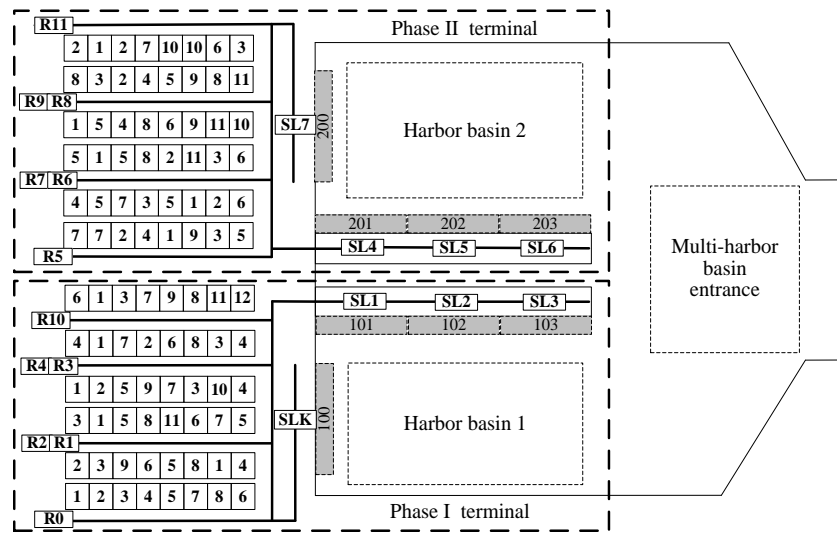 R11
Phase II terminal
2 1 2 7 10 10 6 3
8 3 2 4 5 9 8 11
R9 R8
1 5 4 8 6 9 11 10
SL7
200
Harbor basin 2
5 1 5 8 2 11 3 6
R7 R6
4 5 7 3 5 1 2 6
7 7 2 4 1 9 3 5
201 202 203
SL4 SL5 SL6
R5
Multi-harbor
basin
entrance
6 1 3 7 9 8 11 12
SL1 SL2 SL3
R10
101 102 103
4 1 7 2 6 8 3 4
R4 R3
1 2 5 9 7 3 10 4
3 1 5 8 11 6 7 5
SLK
100
Harbor basin 1
R2 R1
2 3 9 6 5 8 1 4
1 2 3 4 5 7 8 6
R0
Phase I terminal